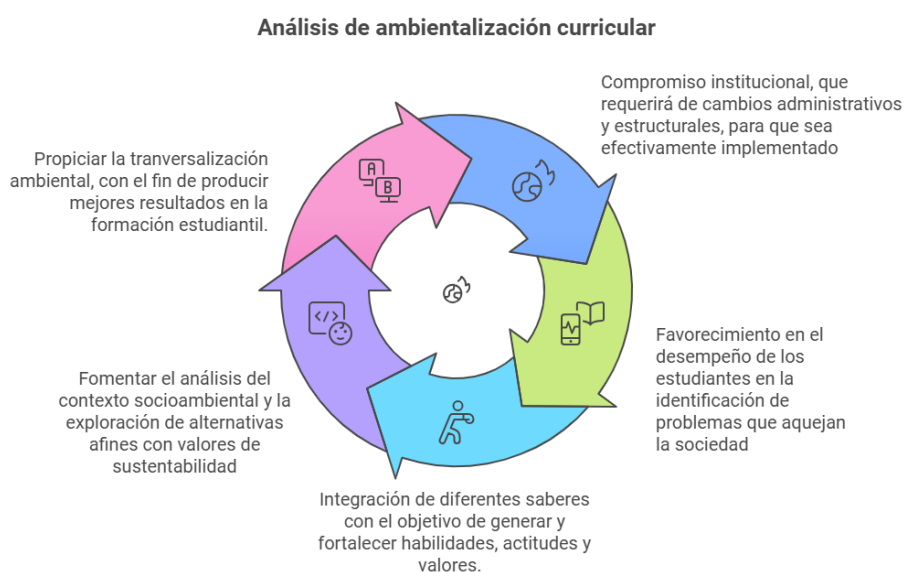 Análisis de ambientalización curricular
Compromiso institucional, que
requerirá de cambios administrativos
y estructurales, para que sea
efectivamente implementado
Propiciar la tranversalización
ambiental, con el fin de producir
mejores resultados en la
formación estudiantil.
A
B
</>
Favorecimiento en el
desempeño de los
estudiantes en la
identificación de
problemas que aquejan
la sociedad
Fomentar el análisis del
contexto socioambiental y la
exploración de alternativas
afines con valores de
sustentabilidad
Integración de diferentes saberes
con el objetivo de generar y
fortalecer habilidades, actitudes y
valores.